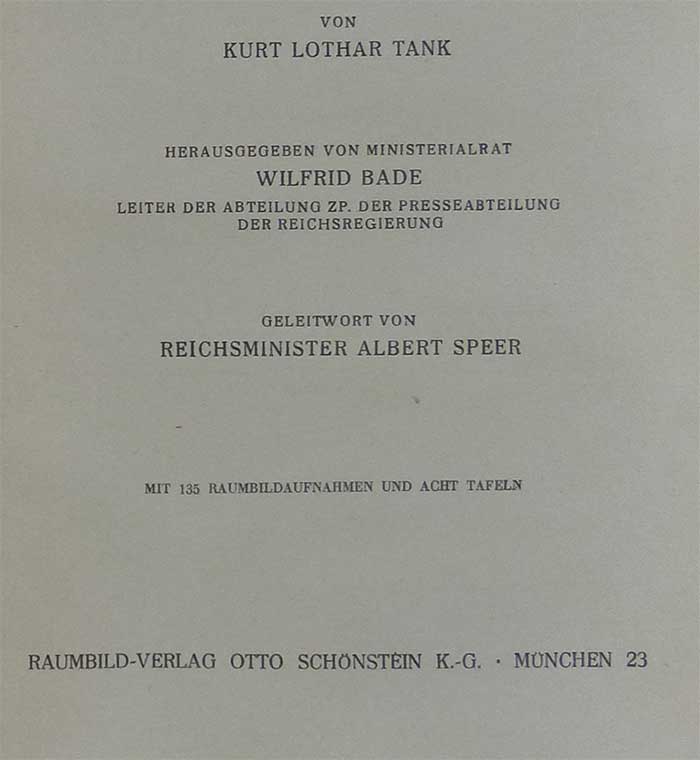 VON
KURT LOTHAR TANK
HERAUSGEGEBEN VON MINISTERIALRAT
WILFRID BADE
LEITER DER ABTEILUNG ZP. DER PRESSEABTEILUNG
DER REICHSREGIERUNG
GELEITWORT VON
REICHSMINISTER ALBERT SPEER
MIT 135 RAUMBILDAUFNAHMEN UND ACHT TAFELN
RAUMBILD-VERLAG OTTO SCHÖNSTEIN K.-G. · MÜNCHEN 23